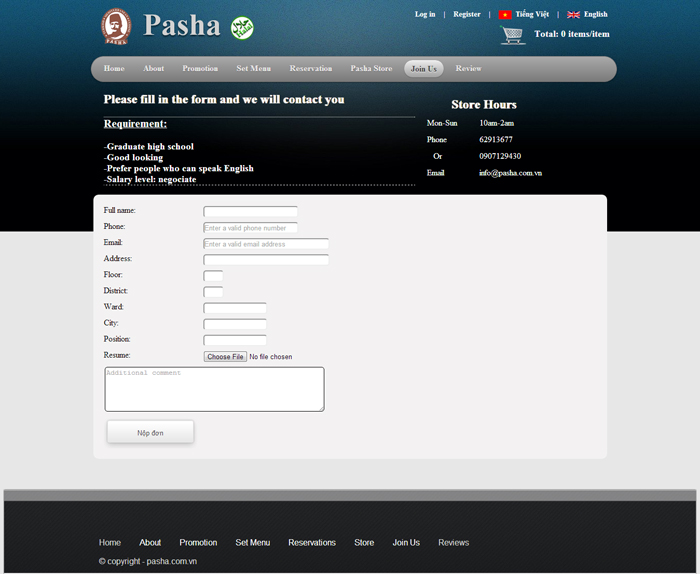 Log in | Register | Tiếng Việt | English
PASHA
Pasha
Halal
Total: 0 items/item
Home About Promotion Set Menu Reservation Pasha Store Join Us Review
Please fill in the form and we will contact you
Requirement:
-Graduate high school
-Good looking
-Prefer people who can speak English
-Salary level: negociate
Store Hours
Mon-Sun 10am-2am
Phone 62913677
Or 0907129430
Email info@pasha.com.vn
Full name:
Phone: Enter a valid phone number
Email: Enter a valid email address
Address:
Floor:
District:
Ward:
City:
Position:
Resume: Choose File No file chosen
Additional comment
Nộp đơn
Home About Promotion Set Menu Reservations Store Join Us Reviews
© copyright - pasha.com.vn